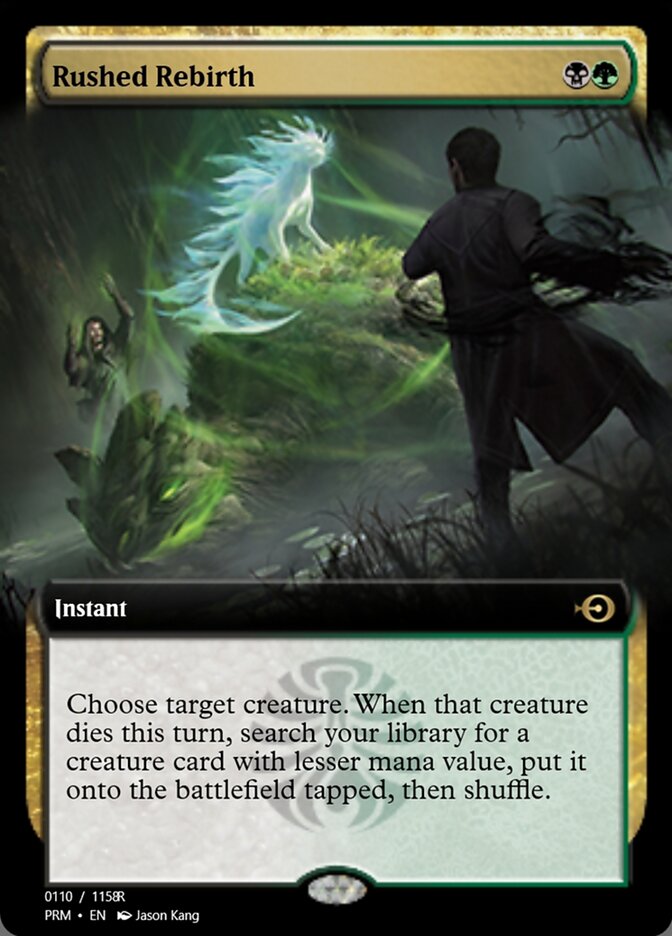 Rushed Rebirth
Instant
Choose target creature. When that creature
dies this turn, search your library for a
creature card with lesser mana value, put it
onto the battlefield tapped, then shuffle.
0110 / 1158R
PRM • EN Jason Kang